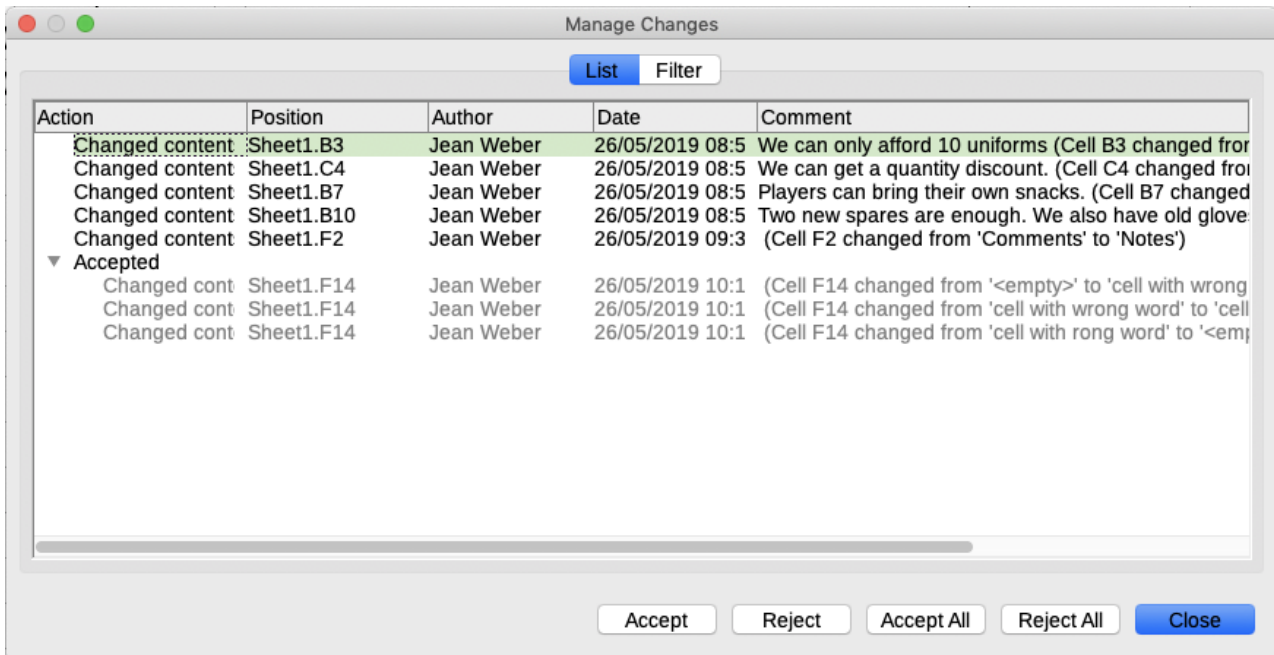 Manage Changes
List Filter
Action Position Author Date Comment
Changed content Sheet1.B3 Jean Weber 26/05/2019 08:5 We can only afford 10 uniforms (Cell B3 changed fror
Changed content Sheet1.C4 Jean Weber 26/05/2019 08:5 We can get a quantity discount. (Cell C4 changed fro
Changed content Sheet1.B7 Jean Weber 26/05/2019 08:5 Players can bring their own snacks. (Cell B7 changed
Changed content Sheet1.B10 Jean Weber 26/05/2019 08:5 Two new spares are enough. We also have old glove
Changed content Sheet1.F2 Jean Weber 26/05/2019 09:3 (Cell F2 changed from 'Comments' to 'Notes')
Accepted
Changed cont Sheet1.F14 Jean Weber 26/05/2019 10:1 (Cell F14 changed from '<empty>' to 'cell with wrong
Changed cont Sheet1.F14 Jean Weber 26/05/2019 10:1 (Cell F14 changed from 'cell with wrong word' to 'cell
Changed cont Sheet1.F14 Jean Weber 26/05/2019 10:1 (Cell F14 changed from 'cell with rong word' to '<em
Accept Reject Accept All Reject All Close